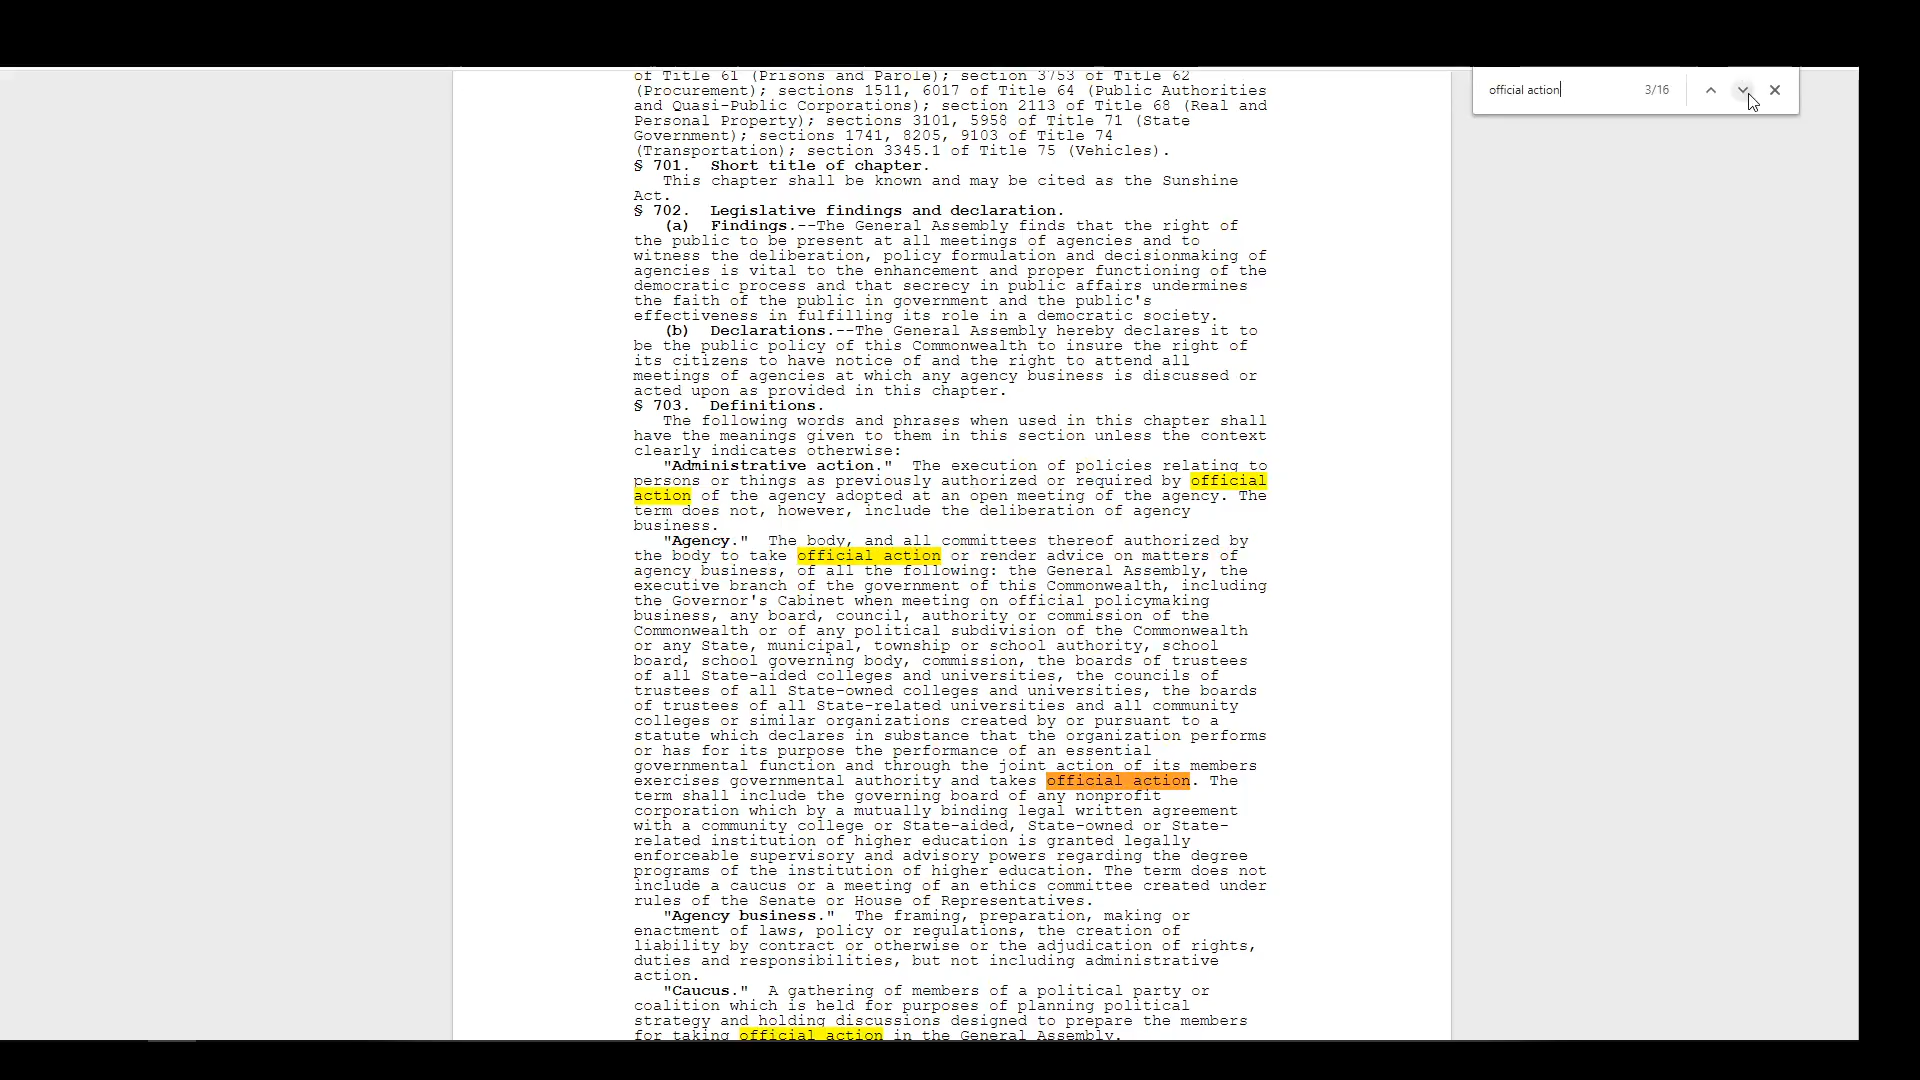 of Title 61 (Prisons and Parole); section 3753 of Title 62
(Procurement); sections 1511, 6017 of Title 64 (Public Authorities
and Quasi-Public Corporations); section 2113 of Title 68 (Real and
Personal Property); sections 3101, 5958 of Title 71 (State
Government); sections 1741, 8205, 9103 of Title 74
(Transportation); section 3345.1 of Title 75 (Vehicles).
§ 701. Short title of chapter.
This chapter shall be known and may be cited as the Sunshine
Act.
§ 702. Legislative findings and declaration.
(a) Findings.--The General Assembly finds that the right of
the public to be present at all meetings of agencies and to
witness the deliberation, policy formulation and decisionmaking of
agencies is vital to the enhancement and proper functioning of the
democratic process and that secrecy in public affairs undermines
the faith of the public in government and the public's
effectiveness in fulfilling its role in a democratic society.
(b) Declarations.--The General Assembly hereby declares it to
be the public policy of this Commonwealth to insure the right of
its citizens to have notice of and the right to attend all
meetings of agencies at which any agency business is discussed or
acted upon as provided in this chapter.
§ 703. Definitions.
The following words and phrases when used in this chapter shall
have the meanings given to them in this section unless the context
clearly indicates otherwise:
"Administrative action." The execution of policies relating to
persons or things as previously authorized or required by official
action of the agency adopted at an open meeting of the agency. The
term does not, however, include the deliberation of agency
business.
"Agency." The body, and all committees thereof authorized by
the body to take official action or render advice on matters of
agency business, of all the following: the General Assembly, the
executive branch of the government of this Commonwealth, including
the Governor's Cabinet when meeting on official policymaking
business, any board, council, authority or commission of the
Commonwealth or of any political subdivision of the Commonwealth
or any State, municipal, township or school authority, school
board, school governing body, commission, the boards of trustees
of all State-aided colleges and universities, the councils of
trustees of all State-owned colleges and universities, the boards
of trustees of all State-related universities and all community
colleges or similar organizations created by or pursuant to a
statute which declares in substance that the organization performs
or has for its purpose the performance of an essential
governmental function and through the joint action of its members
exercises governmental authority and takes official action. The
term shall include the governing board of any nonprofit
corporation which by a mutually binding legal written agreement
with a community college or State-aided, State-owned or State-
related institution of higher education is granted legally
enforceable supervisory and advisory powers regarding the degree
programs of the institution of higher education. The term does not
include a caucus or a meeting of an ethics committee created under
rules of the Senate or House of Representatives.
"Agency business." The framing, preparation, making or
enactment of laws, policy or regulations, the creation of
liability by contract or otherwise or the adjudication of rights,
duties and responsibilities, but not including administrative
action.
"Caucus." A gathering of members of a political party or
coalition which is held for purposes of planning political
strategy and holding discussions designed to prepare the members
for taking official action in the General Assembly.
official action 3/16